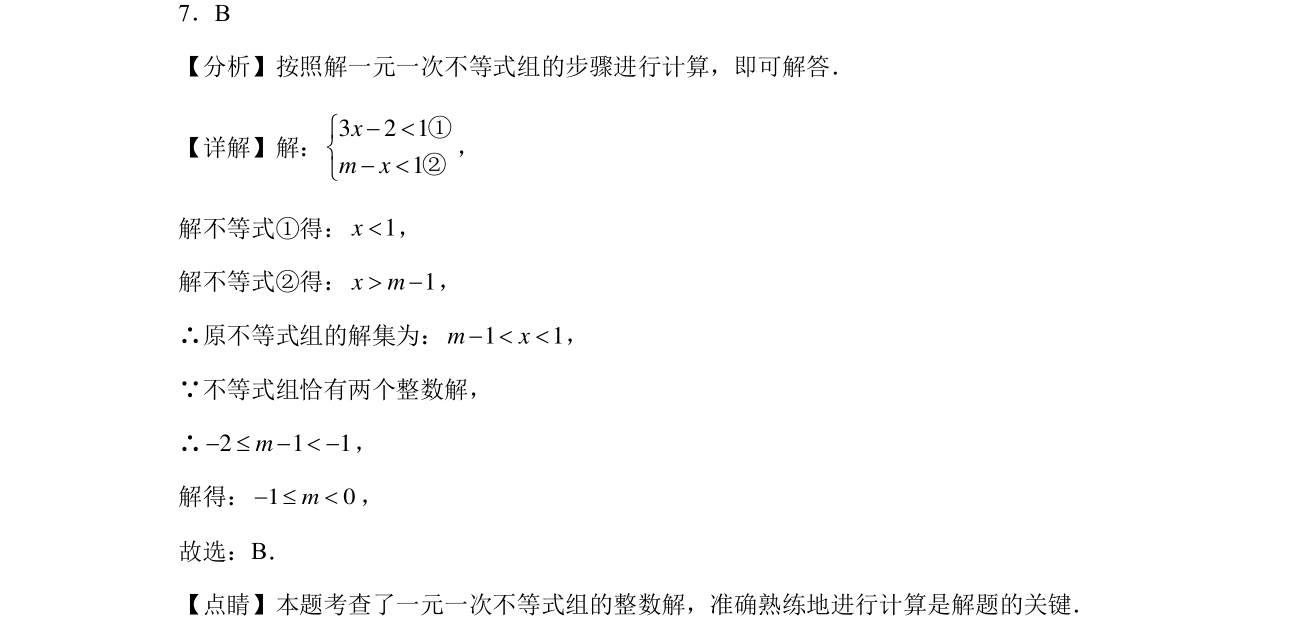 7．B
【分析】按照解一元一次不等式组的步骤进行计算，即可解答．
【详解】解：{3x−2<1①
m−x<1②，
解不等式①得：x<1，
解不等式②得：x>m−1，
∴原不等式组的解集为：m−1<x<1，
∵不等式组恰有两个整数解，
∴−2≤m−1<−1，
解得：−1≤m<0，
故选：B．
【点睛】本题考查了一元一次不等式组的整数解，准确熟练地进行计算是解题的关键．